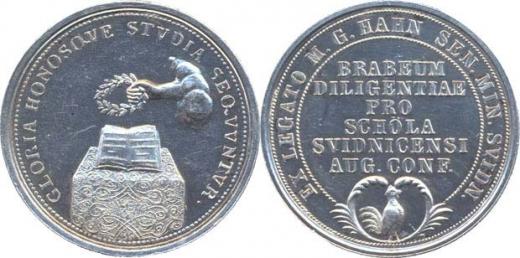 GLORIA HONOSQVE STVDIA SEQVVNTVR.
EX LEGATO M. G. HAHN SEN. MIN SVIDN.
BRABEUM
DILIGENTIAE
PRO
SCHOLA
SVIDNICENSI
AUG. CONF.